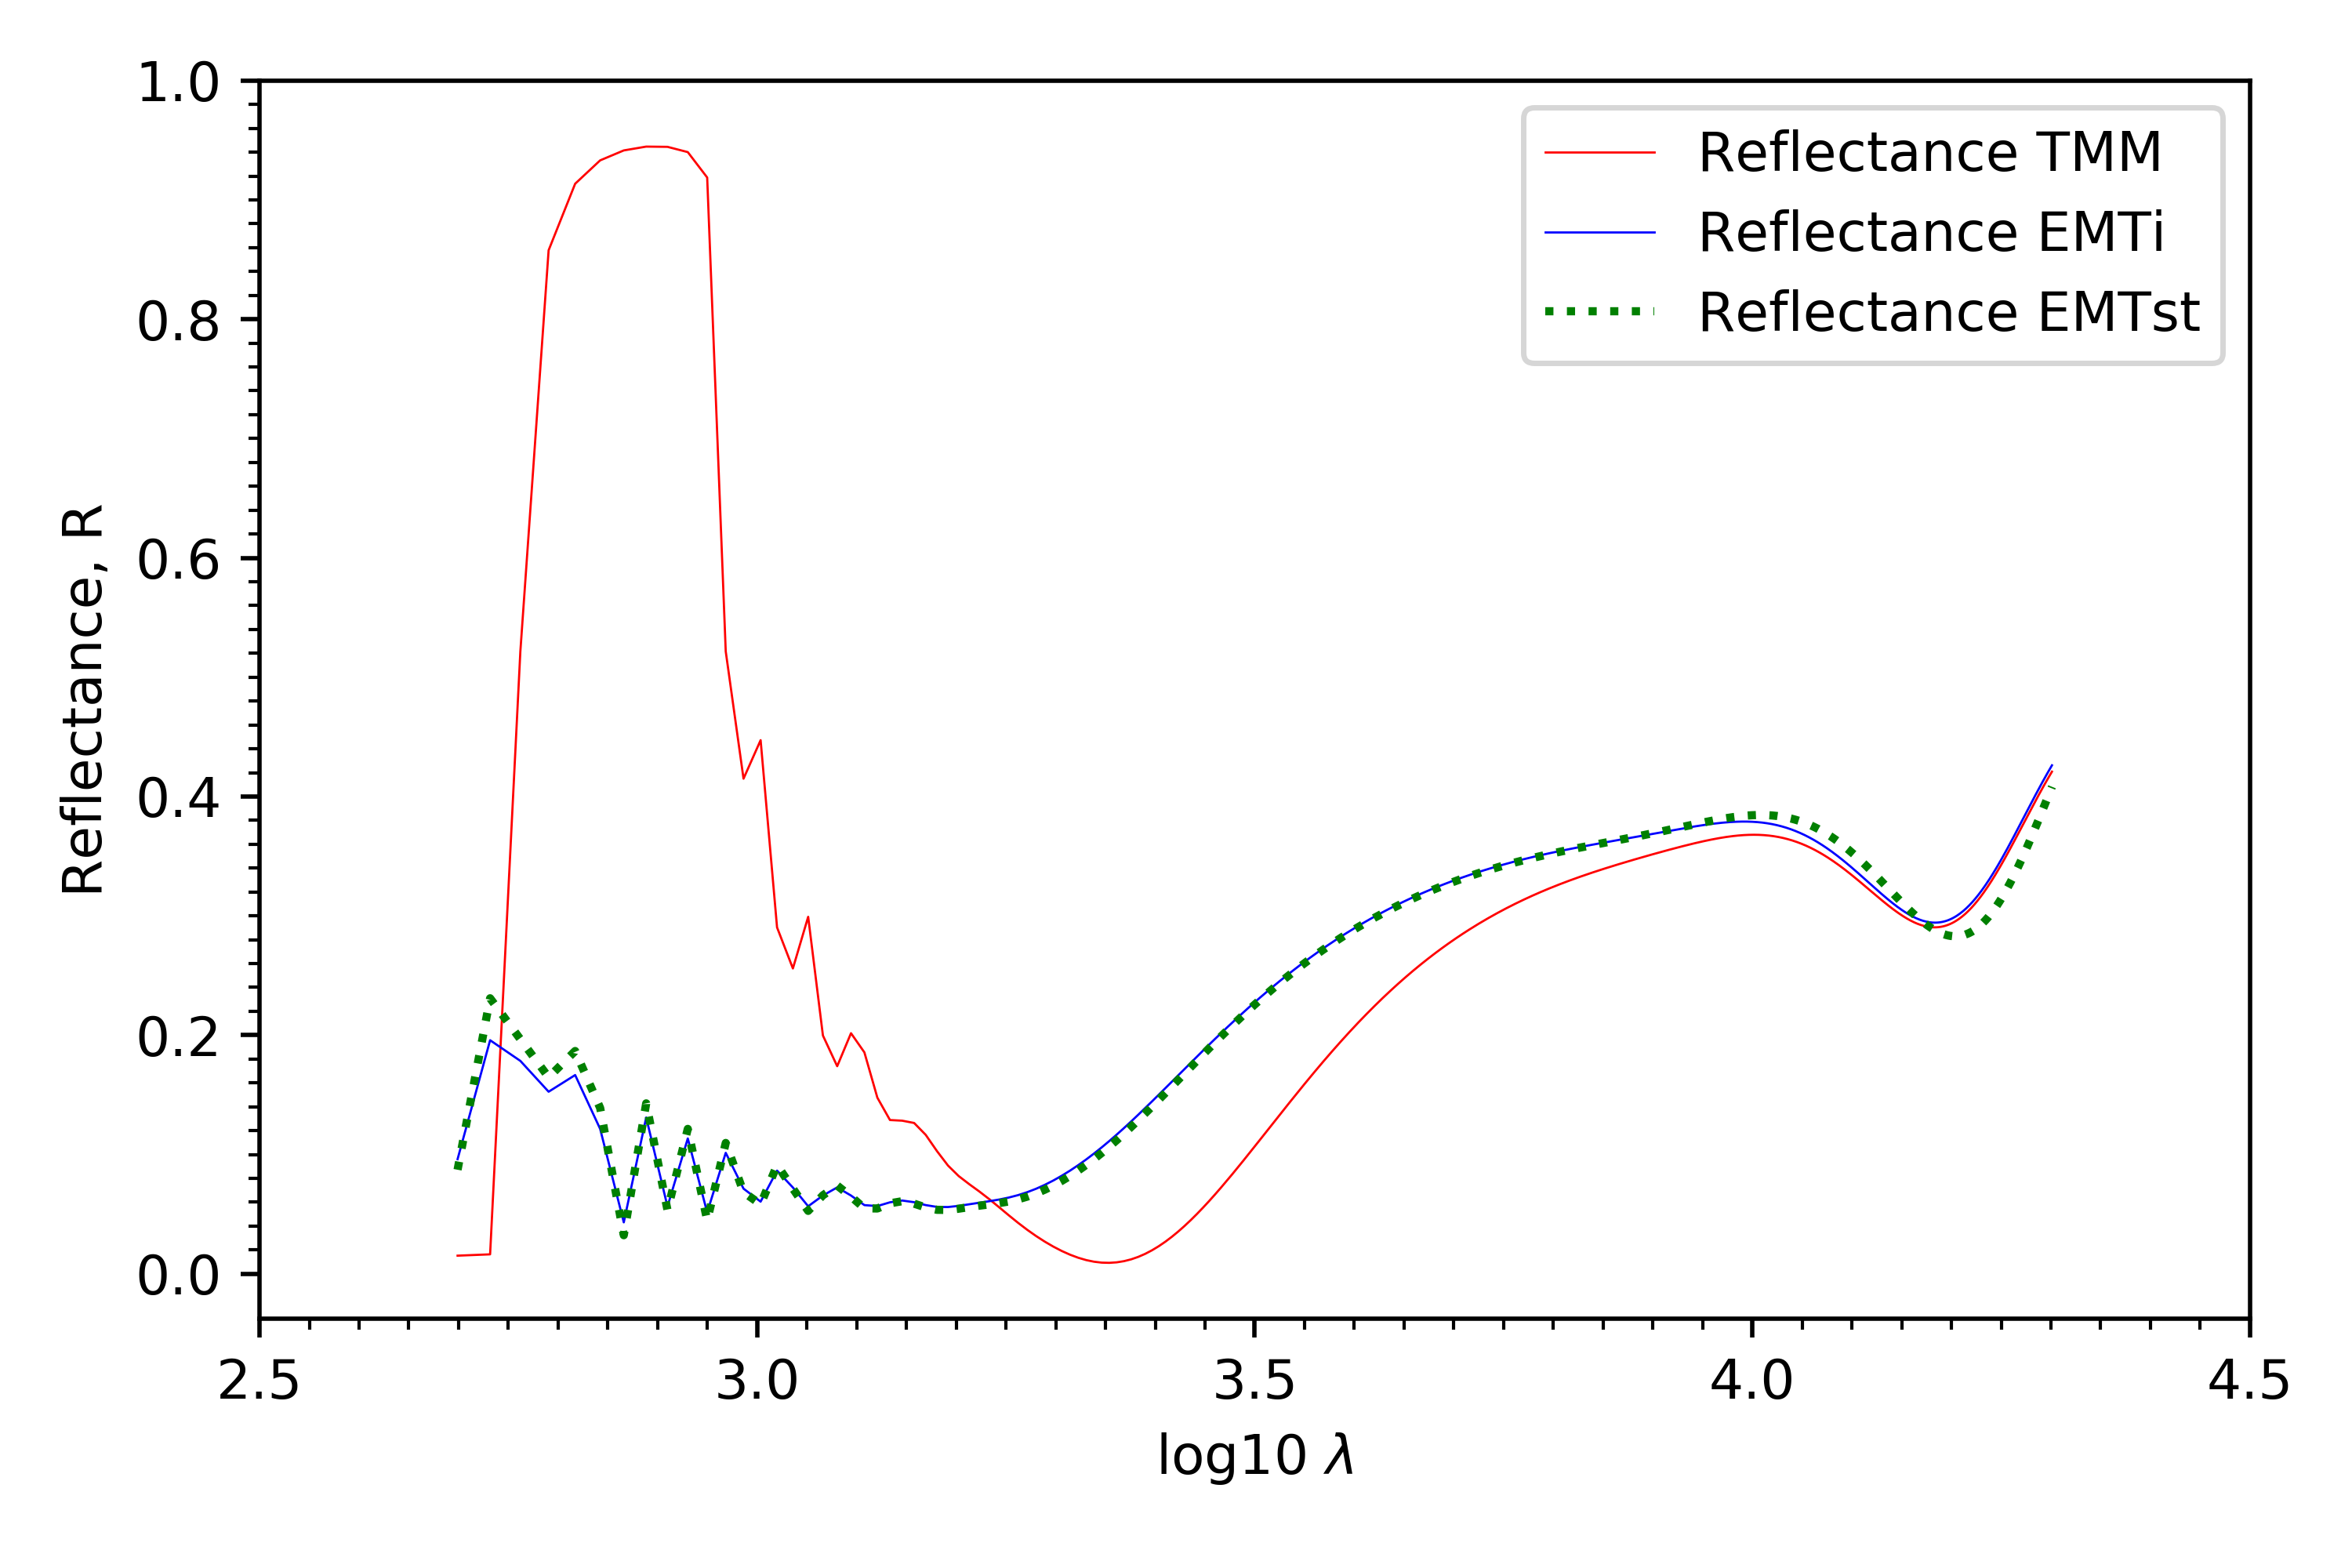 1.0
0.8
0.6
0.4
0.2
0.0
Reflectance, R
Reflectance TMM
Reflectance EMTi
Reflectance EMTst
2.5 3.0 3.5 4.0 4.5
log10 λ